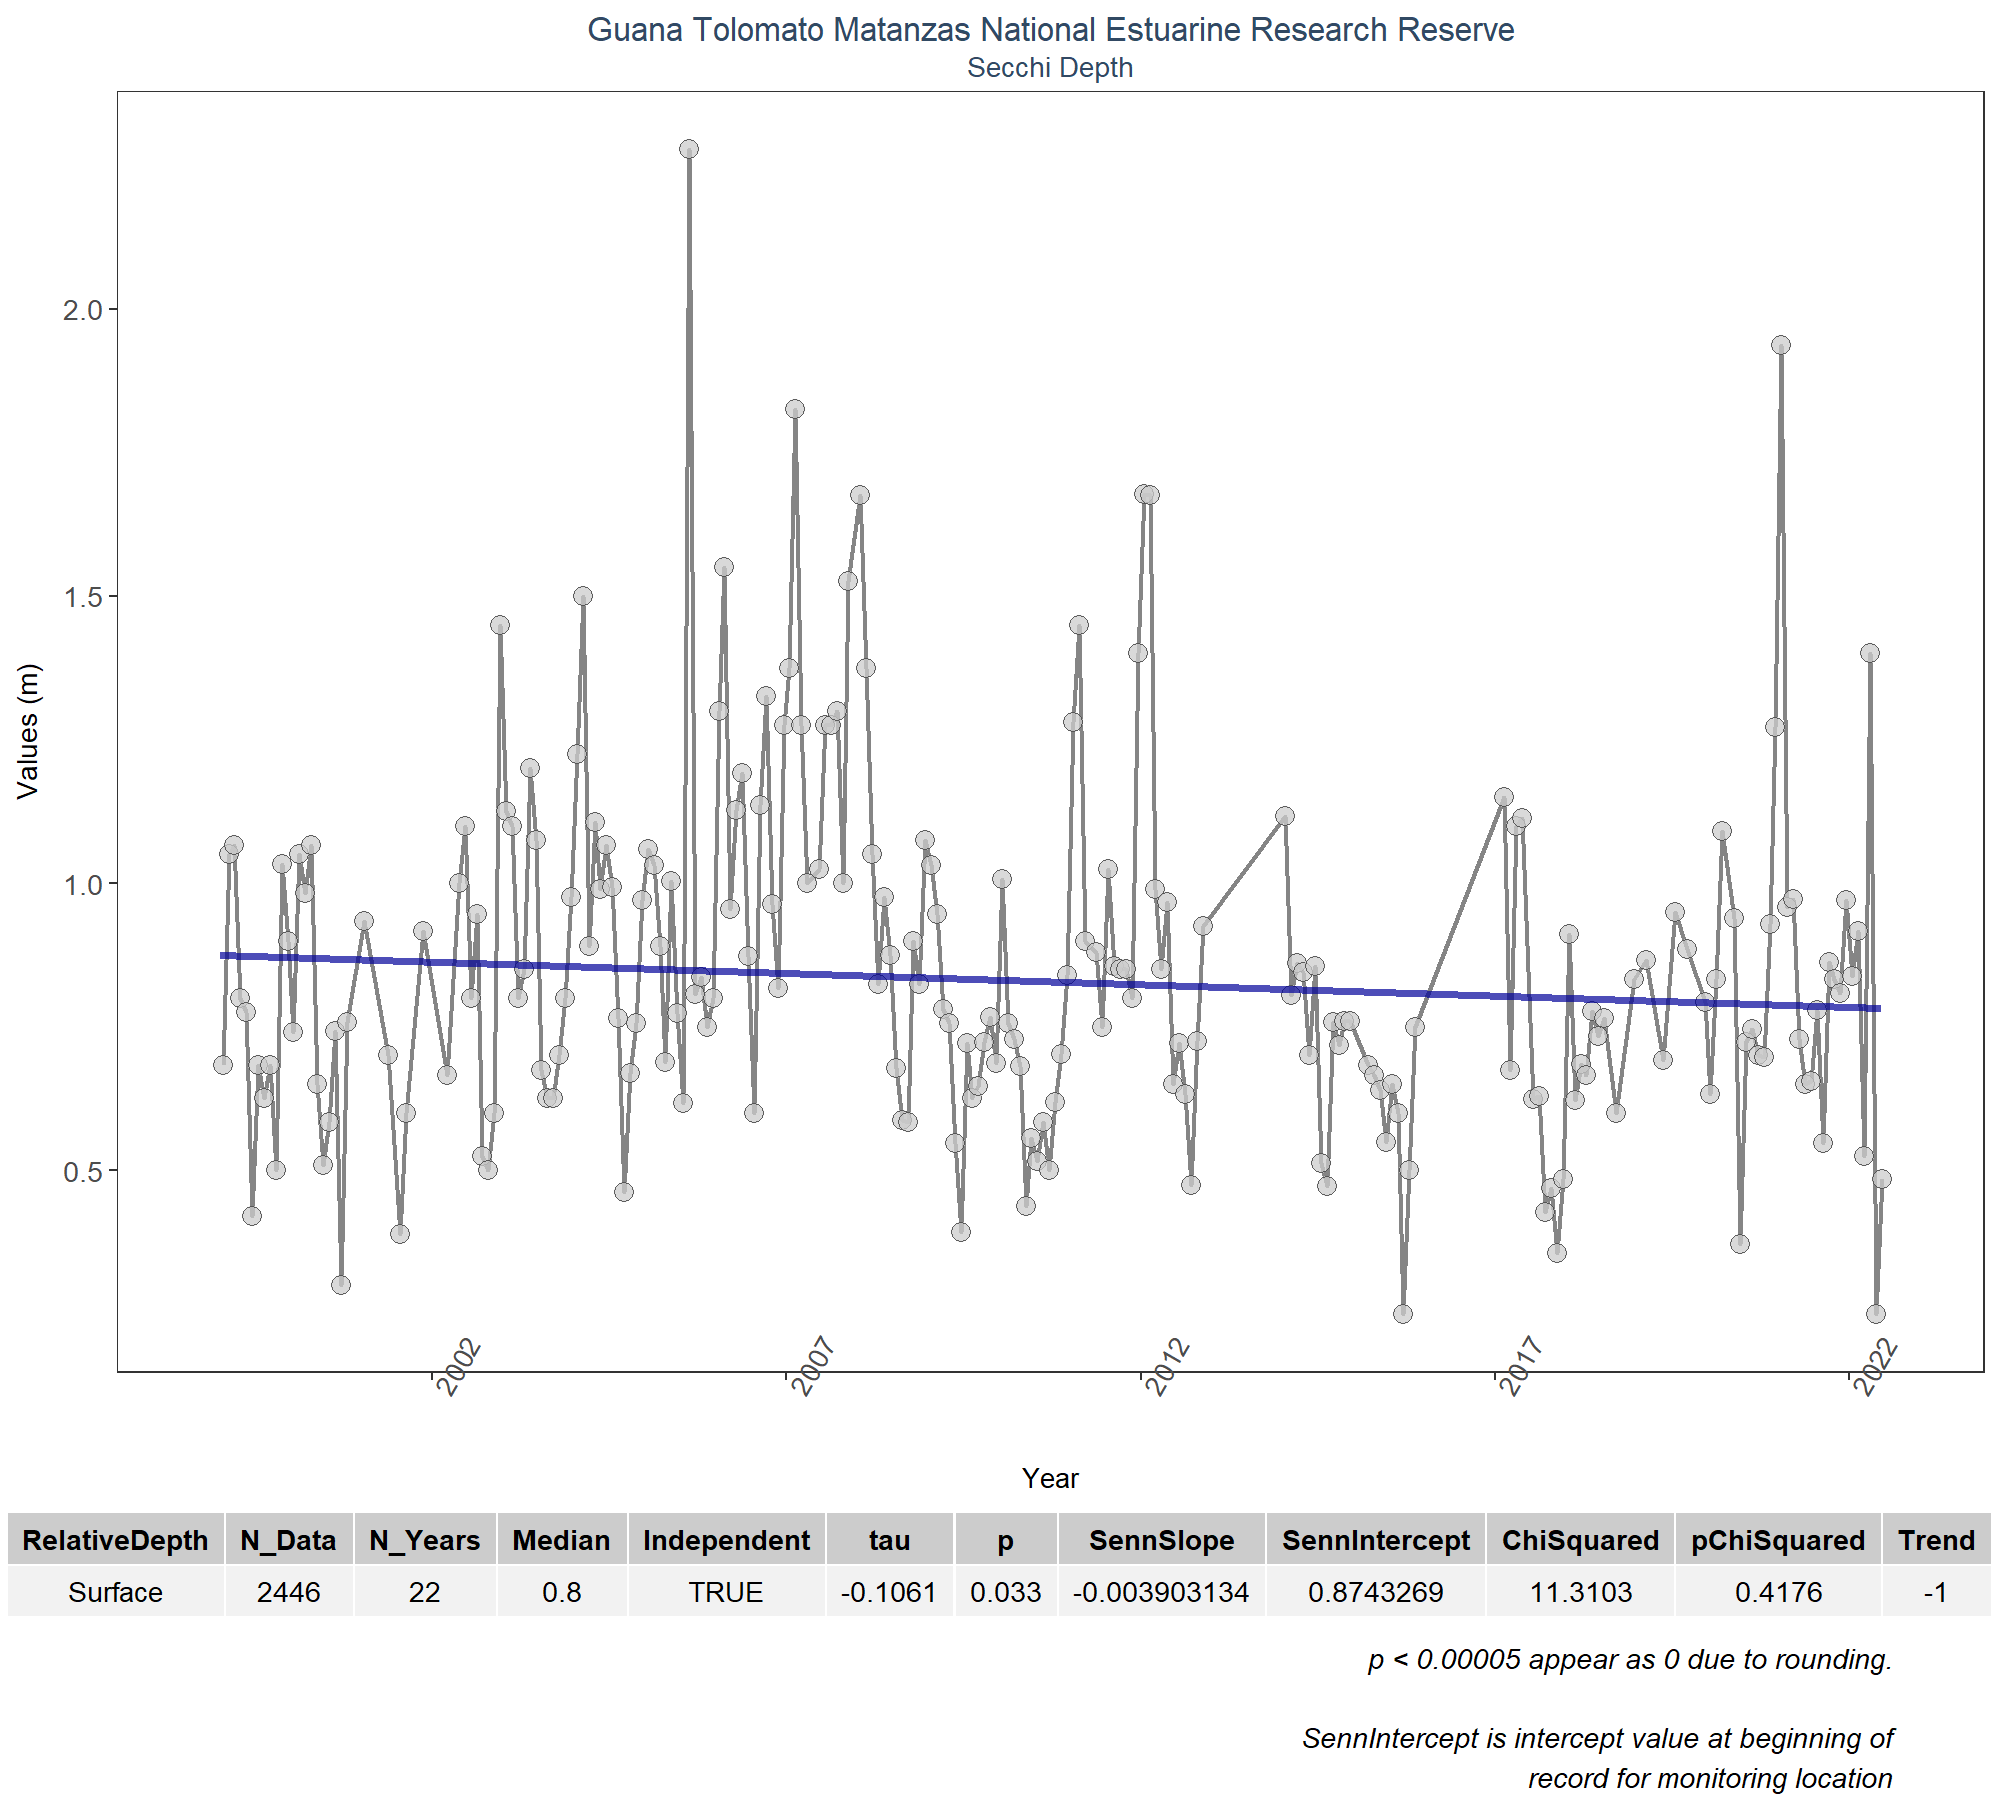 Guana Tolomato Matanzas National Estuarine Research Reserve
Secchi Depth
Values (m)
2.0
1.5
1.0
0.5
2002 2007 2012 2017 2022
Year
RelativeDepth N_Data N_Years Median Independent tau p SennSlope SennIntercept ChiSquared pChiSquared Trend
Surface 2446 22 0.8 TRUE -0.1061 0.033 -0.003903134 0.8743269 11.3103 0.4176 -1
p < 0.00005 appear as 0 due to rounding.
SennIntercept is intercept value at beginning of
record for monitoring location